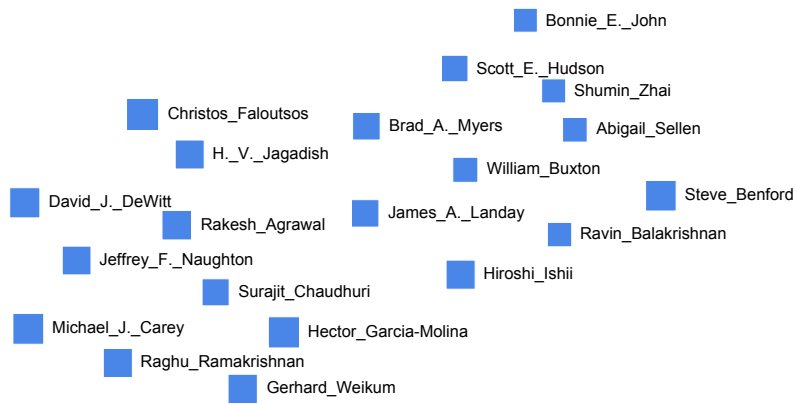 Bonnie_E._John
Scott_E._Hudson
Shumin_Zhai
Christos_Faloutsos
Brad_A._Myers
Abigail_Sellen
H._V._Jagadish
William_Buxton
Steve_Benford
David_J._DeWitt
James_A._Landay
Rakesh_Agrawal
Ravin_Balakrishnan
Jeffrey_F._Naughton
Hiroshi_Ishii
Surajit_Chaudhuri
Michael_J._Carey
Hector_Garcia-Molina
Raghu_Ramakrishnan
Gerhard_Weikum